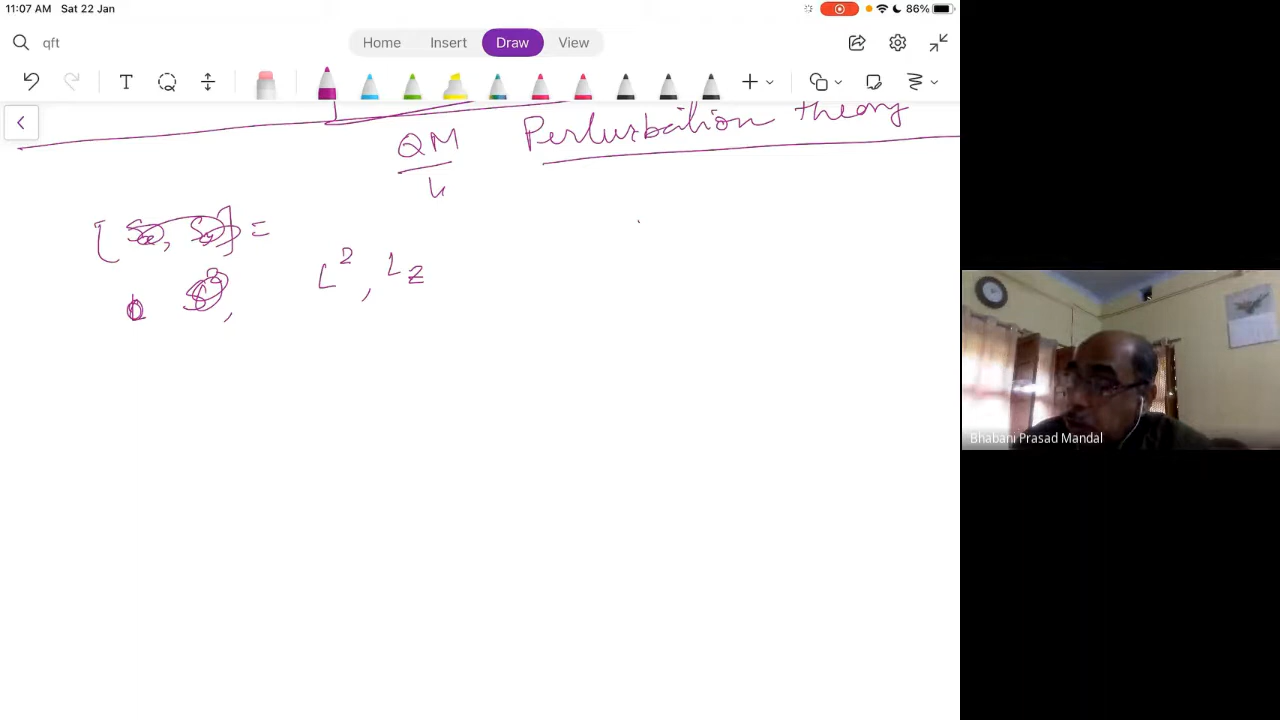 11:07 AM Sat 22 Jan 86%
qft Home Insert Draw View
QM Perturbation theory
L², Lz
Bhabani Prasad Mandal